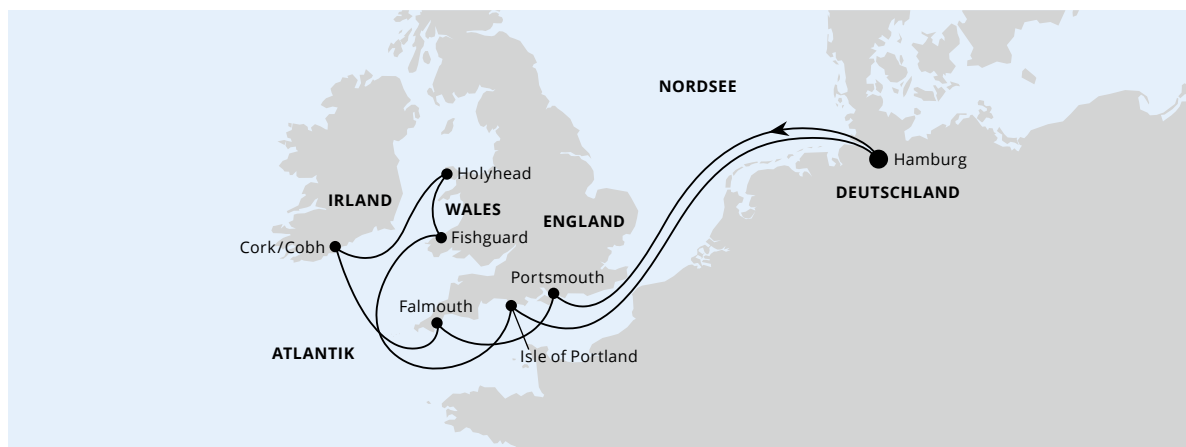 NORDSEE
Hamburg
DEUTSCHLAND
Holyhead
IRLAND
WALES
ENGLAND
Fishguard
Cork/Cobh
Portsmouth
Falmouth
ATLANTIK
Isle of Portland